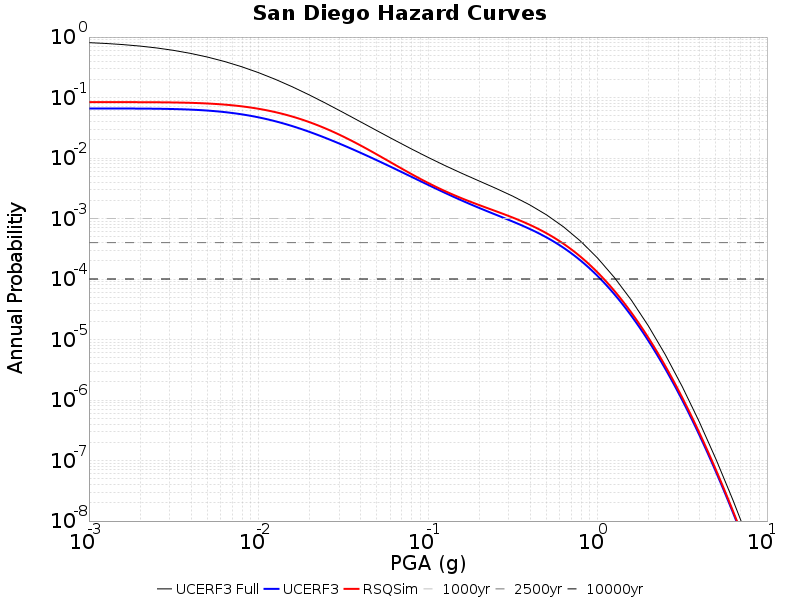 San Diego Hazard Curves
Annual Probabilitiy
10^0
10^-1
10^-2
10^-3
10^-4
10^-5
10^-6
10^-7
10^-8
10^-3 10^-2 10^-1 10^0 10^1
PGA (g)
UCERF3 Full UCERF3 RSQSim 1000yr 2500yr 10000yr